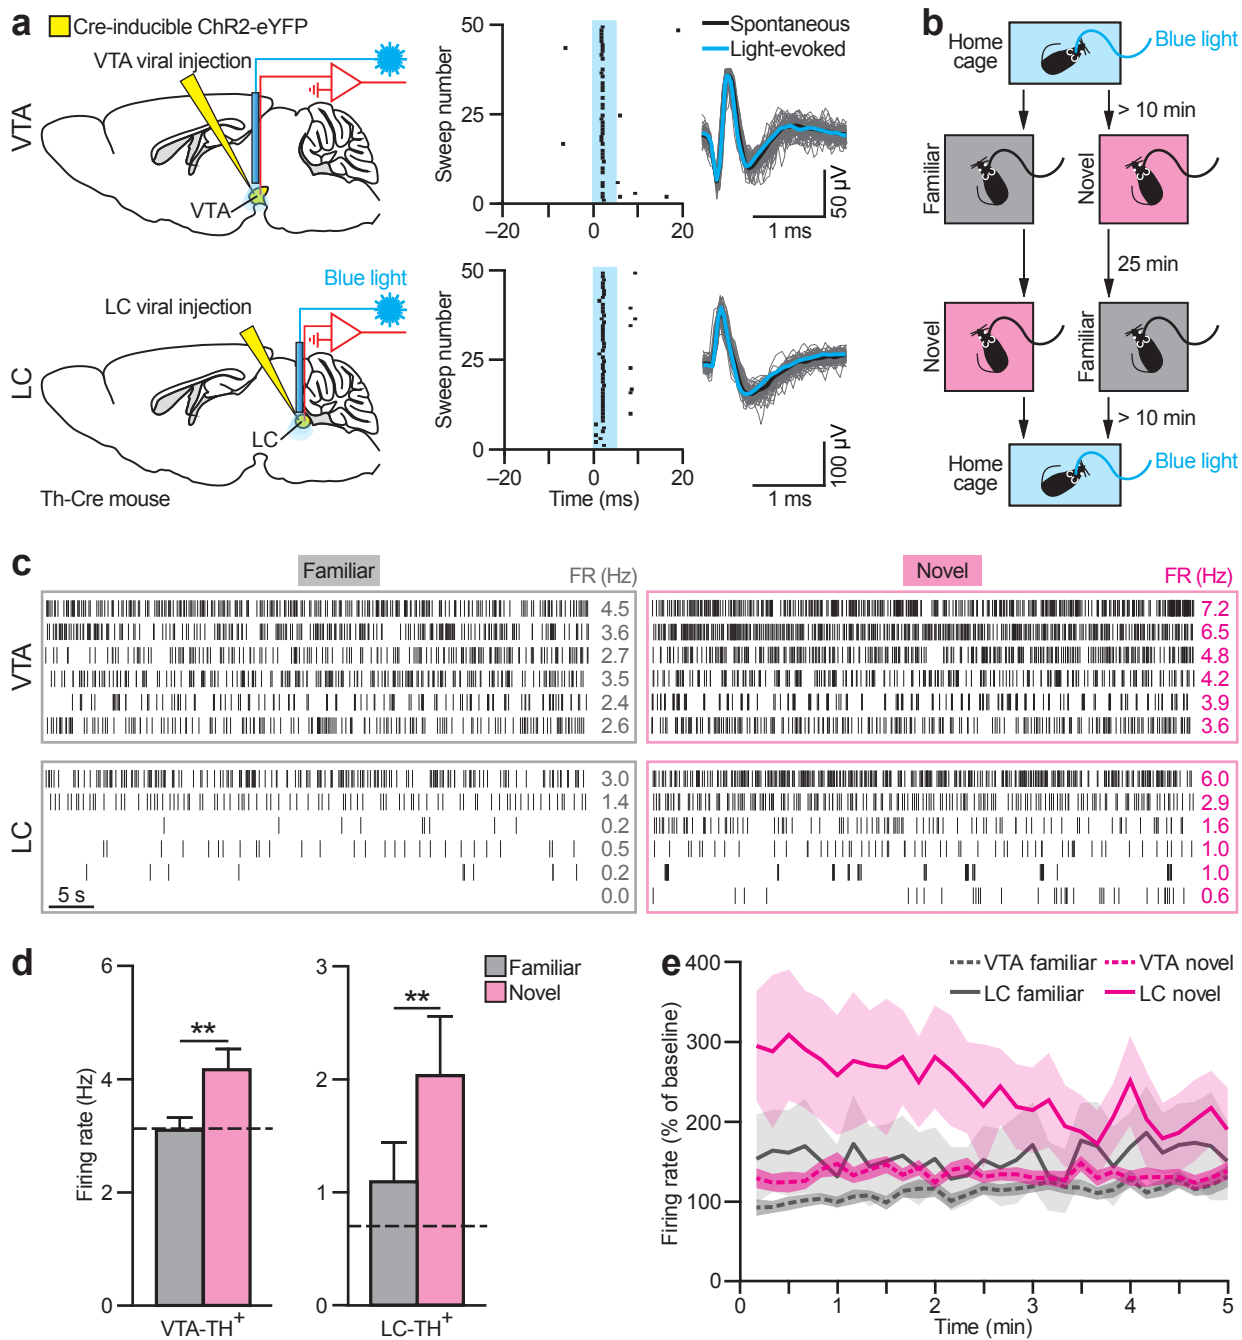 a
Cre-inducible ChR2-eYFP
VTA viral injection
VTA
VTA
Sweep number
50
25
0
–20
0
20
Spontaneous
Light-evoked
50 µV
1 ms
Blue light
LC viral injection
LC
LC
Th-Cre mouse
Sweep number
50
25
0
–20
0
20
Time (ms)
100 µV
1 ms
b
Home
cage
Blue light
> 10 min
Familiar
Novel
25 min
Novel
Familiar
> 10 min
Home
cage
Blue light
c
Familiar
FR (Hz)
Novel
FR (Hz)
VTA
4.5
3.6
2.7
3.5
2.4
2.6
7.2
6.5
4.8
4.2
3.9
3.6
LC
3.0
1.4
0.2
0.5
0.2
0.0
5 s
6.0
2.9
1.6
1.0
1.0
0.6
d
Firing rate (Hz)
6
4
2
0
**
VTA-TH+
3
2
1
0
**
LC-TH+
Familiar
Novel
e
Firing rate (% of baseline)
400
300
200
100
0
VTA familiar
VTA novel
LC familiar
LC novel
0
1
2
3
4
5
Time (min)